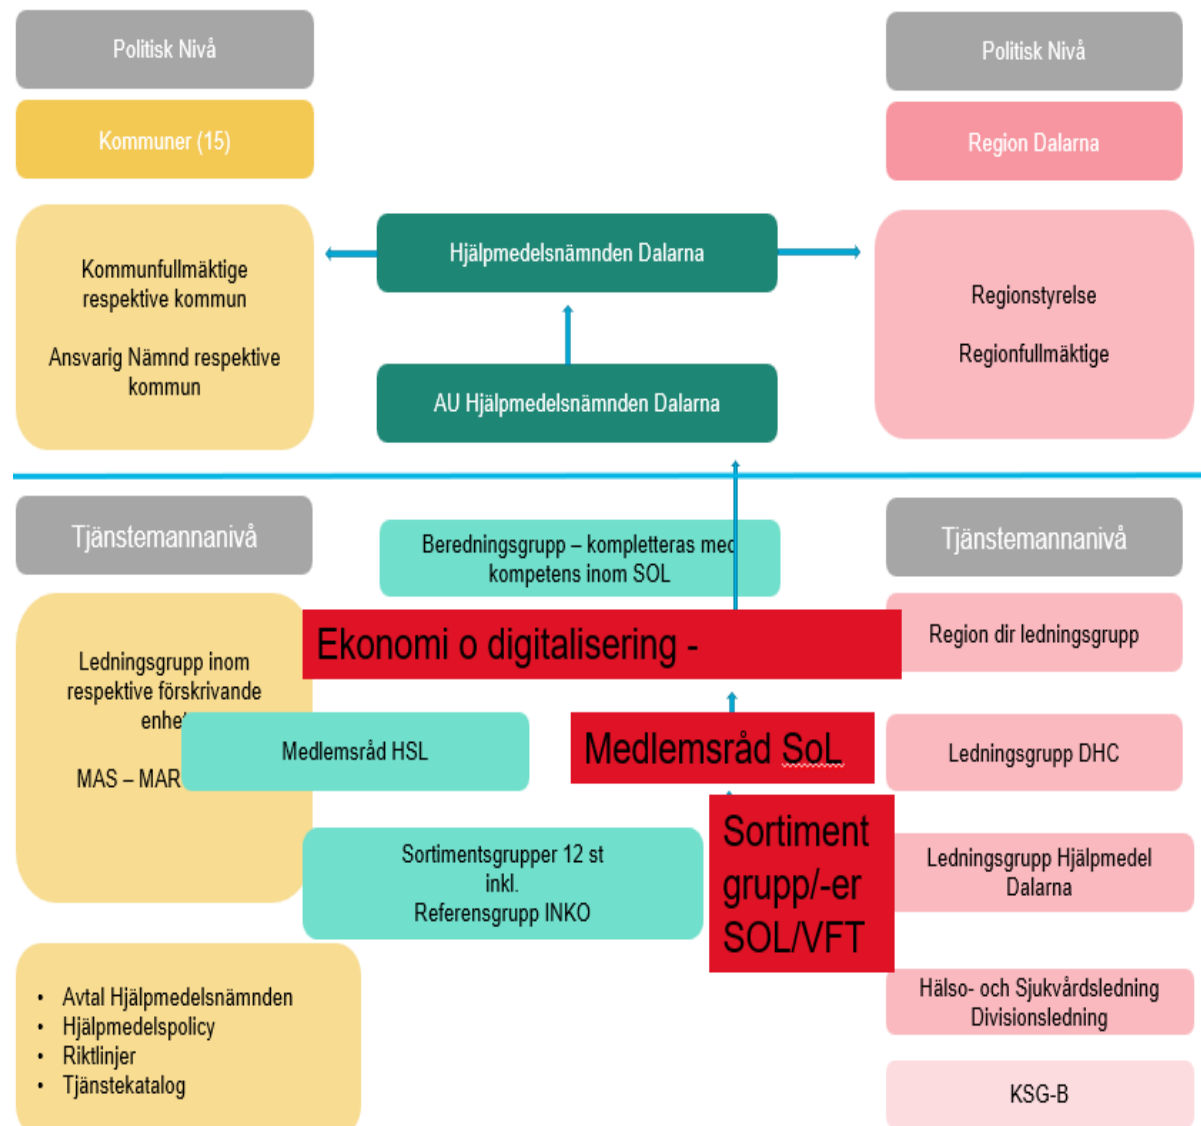 Politisk Nivå
Politisk Nivå
Kommuner (15)
Region Dalarna
Kommunfullmäktige
respektive kommun
Ansvarig Nämnd respektive
kommun
Hjälpmedelsnämnden Dalarna
AU Hjälpmedelsnämnden Dalarna
Regionstyrelse
Regionfullmäktige
Tjänstemannanivå
Beredningsgrupp – kompletteras med
kompetens inom SOL
Tjänstemannanivå
Ekonomi o digitalisering -
Region dir ledningsgrupp
Ledningsgrupp inom
respektive förskrivande
MAS – MAR
Medlemsråd HSL
Medlemsråd SoL
Ledningsgrupp DHC
Sortimentsgrupper 12 st
inkl.
Referensgrupp INKO
Sortiment
grupp/-er
SOL/VFT
Ledningsgrupp Hjälpmedel
Dalarna
• Avtal Hjälpmedelsnämnden
• Hjälpmedelspolicy
• Riktlinjer
• Tjänstekatalog
Hälso- och Sjukvårdsledning
Divisionsledning
KSG-B